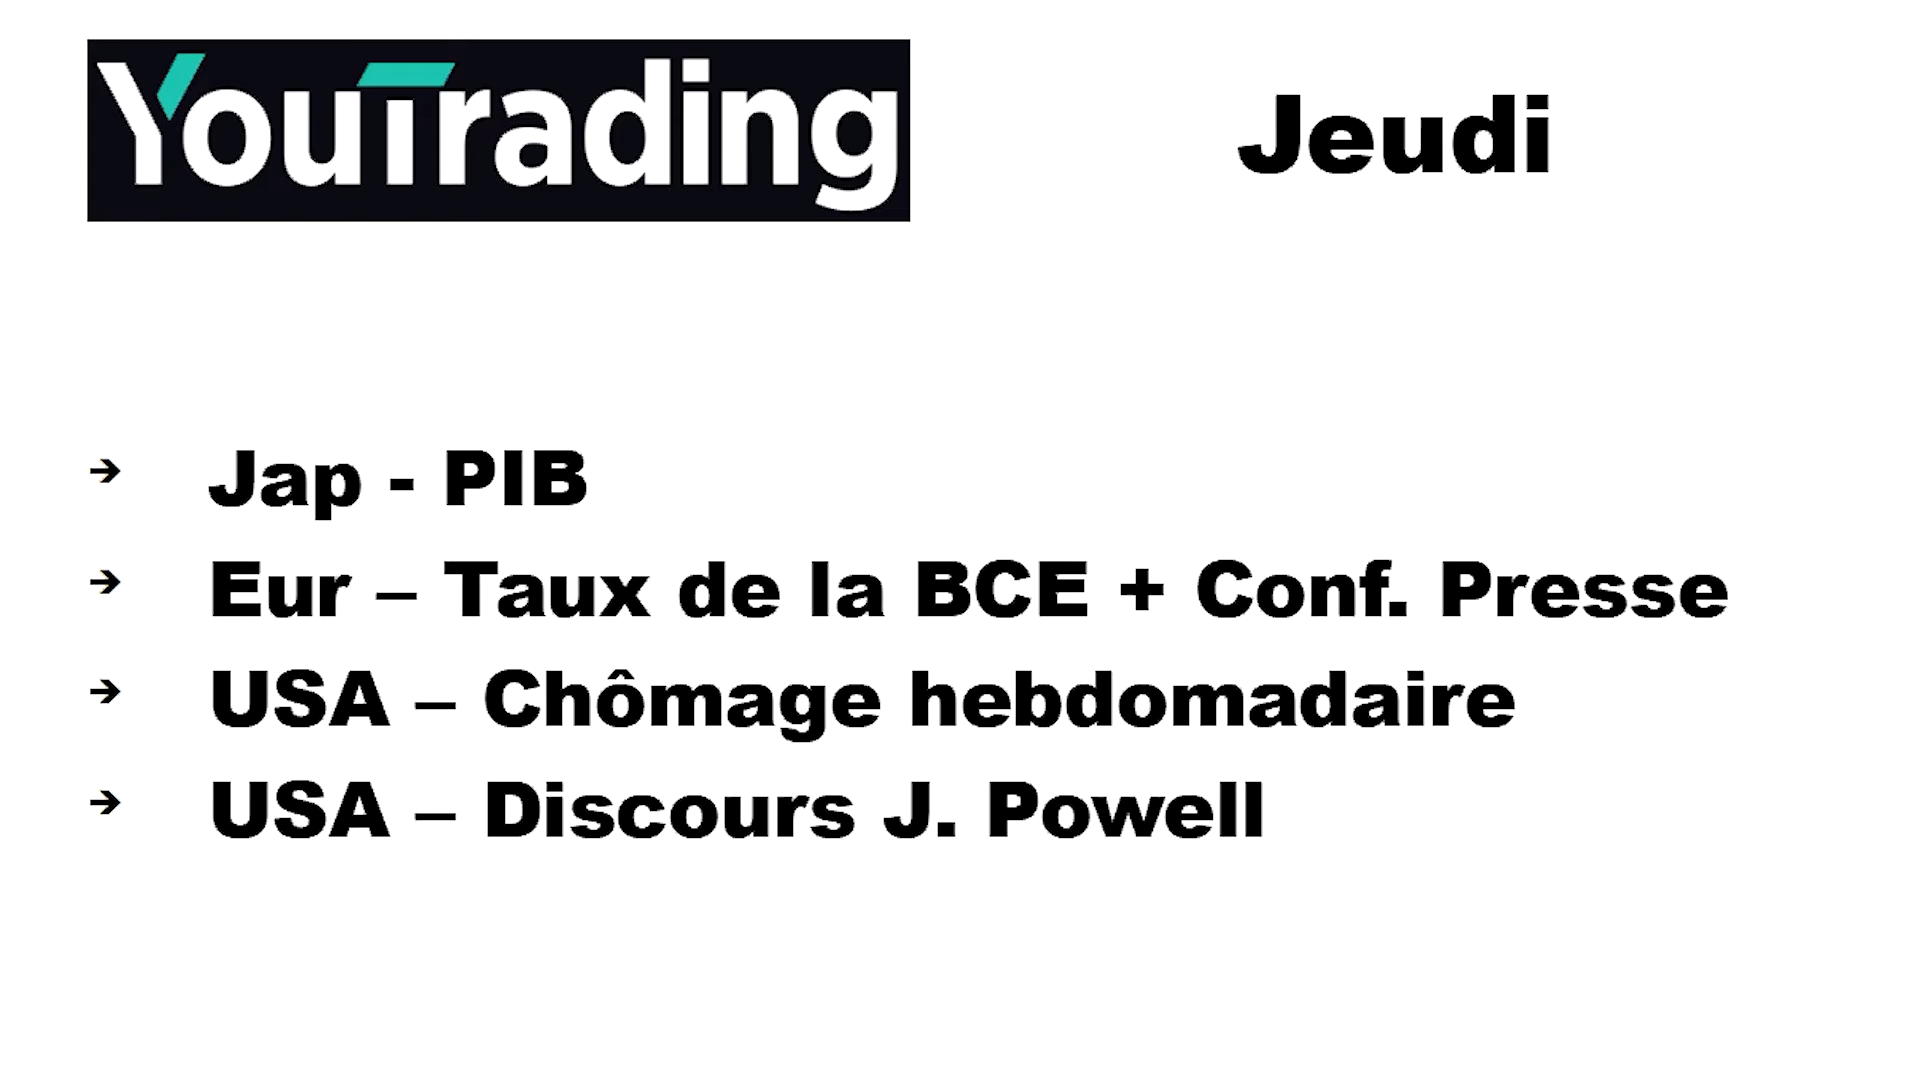 YouTrading
Jeudi
➔ Jap - PIB
➔ Eur – Taux de la BCE + Conf. Presse
➔ USA – Chômage hebdomadaire
➔ USA – Discours J. Powell